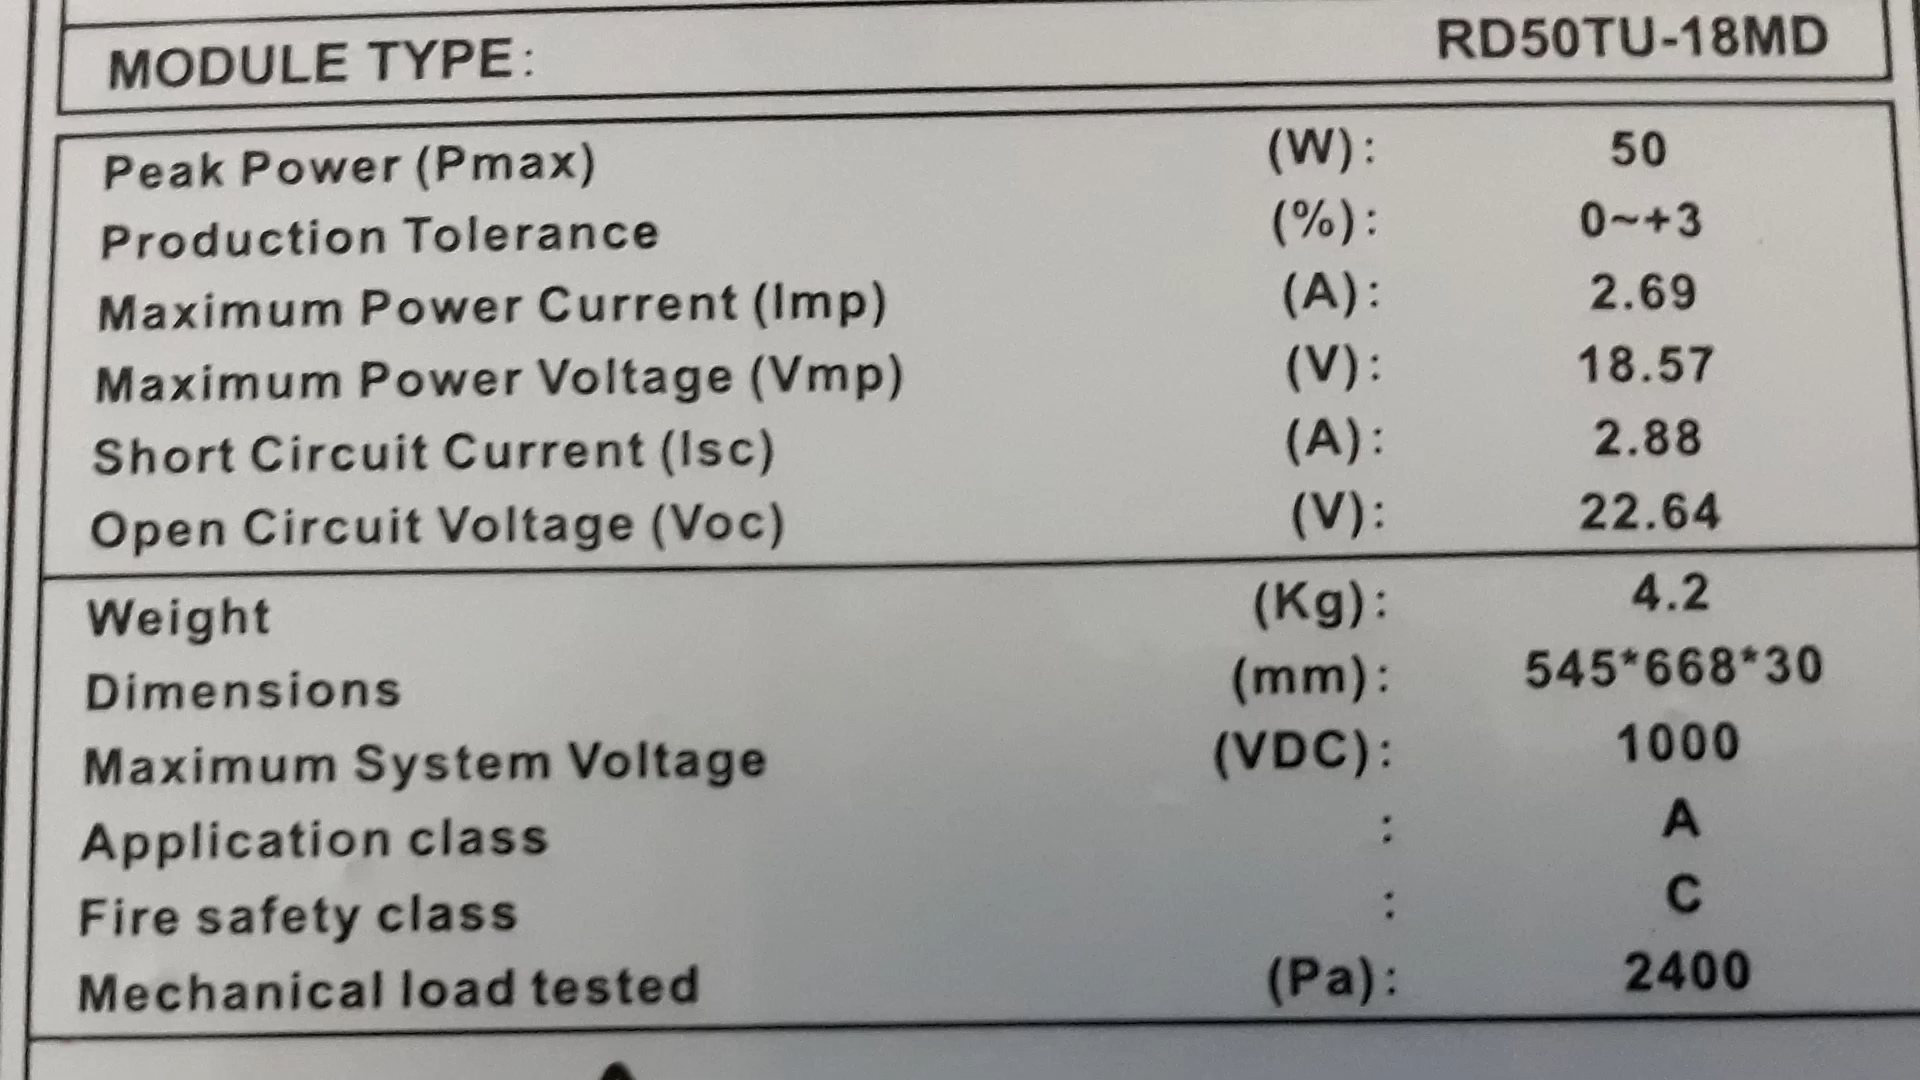 MODULE TYPE: RD50TU-18MD
Peak Power (Pmax) (W): 50
Production Tolerance (%): 0~+3
Maximum Power Current (Imp) (A): 2.69
Maximum Power Voltage (Vmp) (V): 18.57
Short Circuit Current (Isc) (A): 2.88
Open Circuit Voltage (Voc) (V): 22.64
Weight (Kg): 4.2
Dimensions (mm): 545*668*30
Maximum System Voltage (VDC): 1000
Application class : A
Fire safety class : C
Mechanical load tested (Pa): 2400